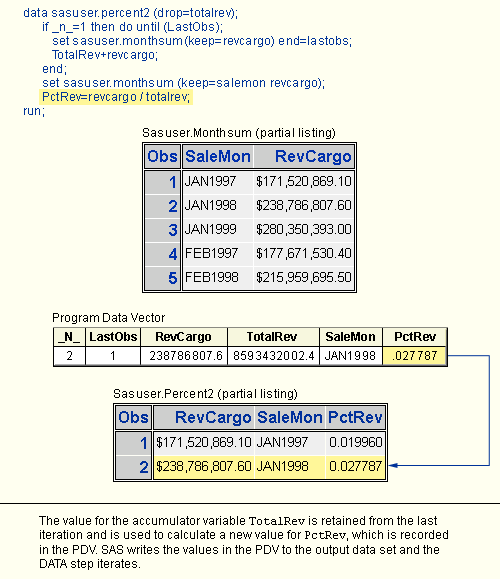 data sasuser.percent2 (drop=totalrev);
if _n_=1 then do until (LastObs);
set sasuser.monthsum(keep=revcargo) end=lastobs;
TotalRev+revcargo;
end;
set sasuser.monthsum (keep=salemon revcargo);
PctRev=revcargo / totalrev;
run;
Sasuser.Monthsum (partial listing)
Obs SaleMon RevCargo
1 JAN1997 $171,520,869.10
2 JAN1998 $238,786,807.60
3 JAN1999 $280,350,393.00
4 FEB1997 $177,671,530.40
5 FEB1998 $215,959,695.50
Program Data Vector
_N_ LastObs RevCargo TotalRev SaleMon PctRev
2 1 238786807.6 8593432002.4 JAN1998 .027787
Sasuser.Percent2 (partial listing)
Obs RevCargo SaleMon PctRev
1 $171,520,869.10 JAN1997 0.019960
2 $238,786,807.60 JAN1998 0.027787
The value for the accumulator variable TotalRev is retained from the last
iteration and is used to calculate a new value for PctRev, which is recorded
in the PDV. SAS writes the values in the PDV to the output data set and the
DATA step iterates.